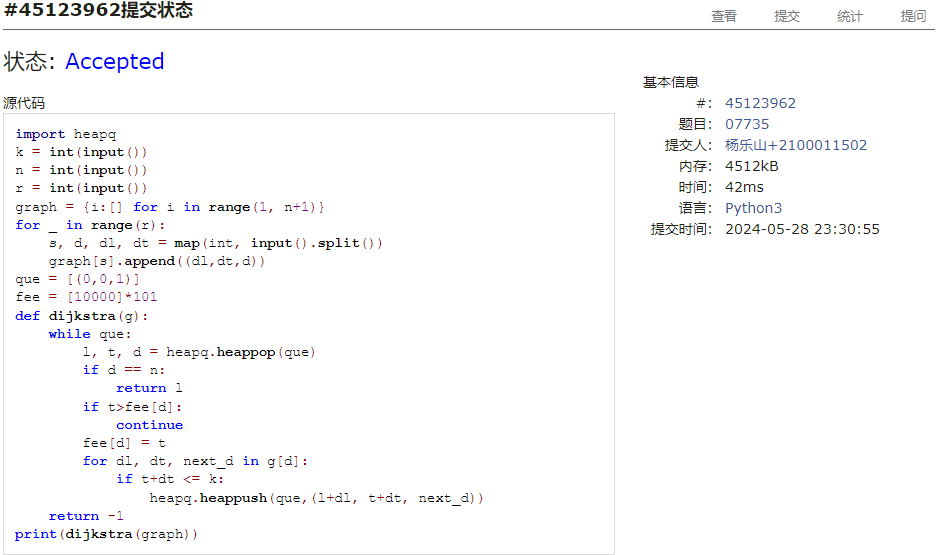 #45123962提交状态
查看 提交 统计 提问
状态: Accepted
源代码
import heapq
k = int(input())
n = int(input())
r = int(input())
graph = {i:[] for i in range(1, n+1)}
for _ in range(r):
    s, d, dl, dt = map(int, input().split())
    graph[s].append((dl,dt,d))
que = [(0,0,1)]
fee = [10000]*101
def dijkstra(g):
    while que:
        l, t, d = heapq.heappop(que)
        if d == n:
            return l
        if t>fee[d]:
            continue
        fee[d] = t
        for dl, dt, next_d in g[d]:
            if t+dt <= k:
                heapq.heappush(que,(l+dl, t+dt, next_d))
    return -1
print(dijkstra(graph))
基本信息
#: 45123962
题目: 07735
提交人: 杨乐山+2100011502
内存: 4512kB
时间: 42ms
语言: Python3
提交时间: 2024-05-28 23:30:55